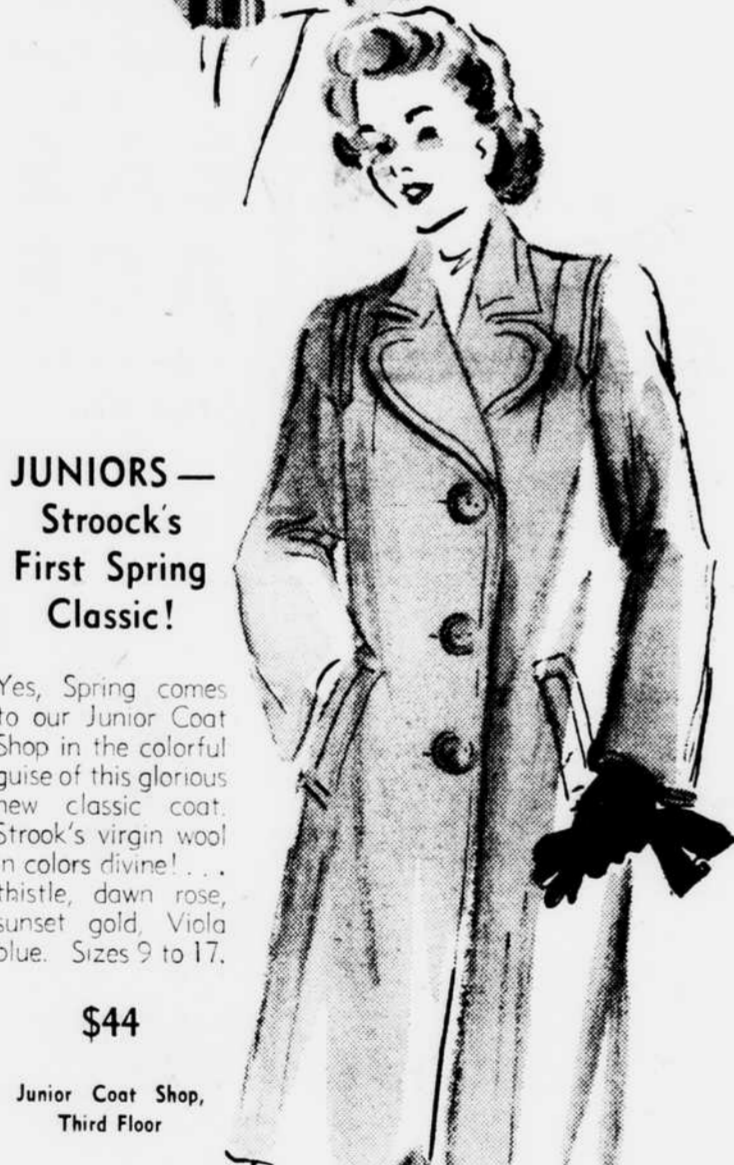 JUNIORS —
Stroock's
First Spring
Classic!
Yes, Spring comes
to our Junior Coat
Shop in the colorful
guise of this glorious
new classic coat.
Strook's virgin wool
in colors divine! . . .
thistle, dawn rose,
sunset gold, Viola
blue. Sizes 9 to 17.
$44
Junior Coat Shop,
Third Floor